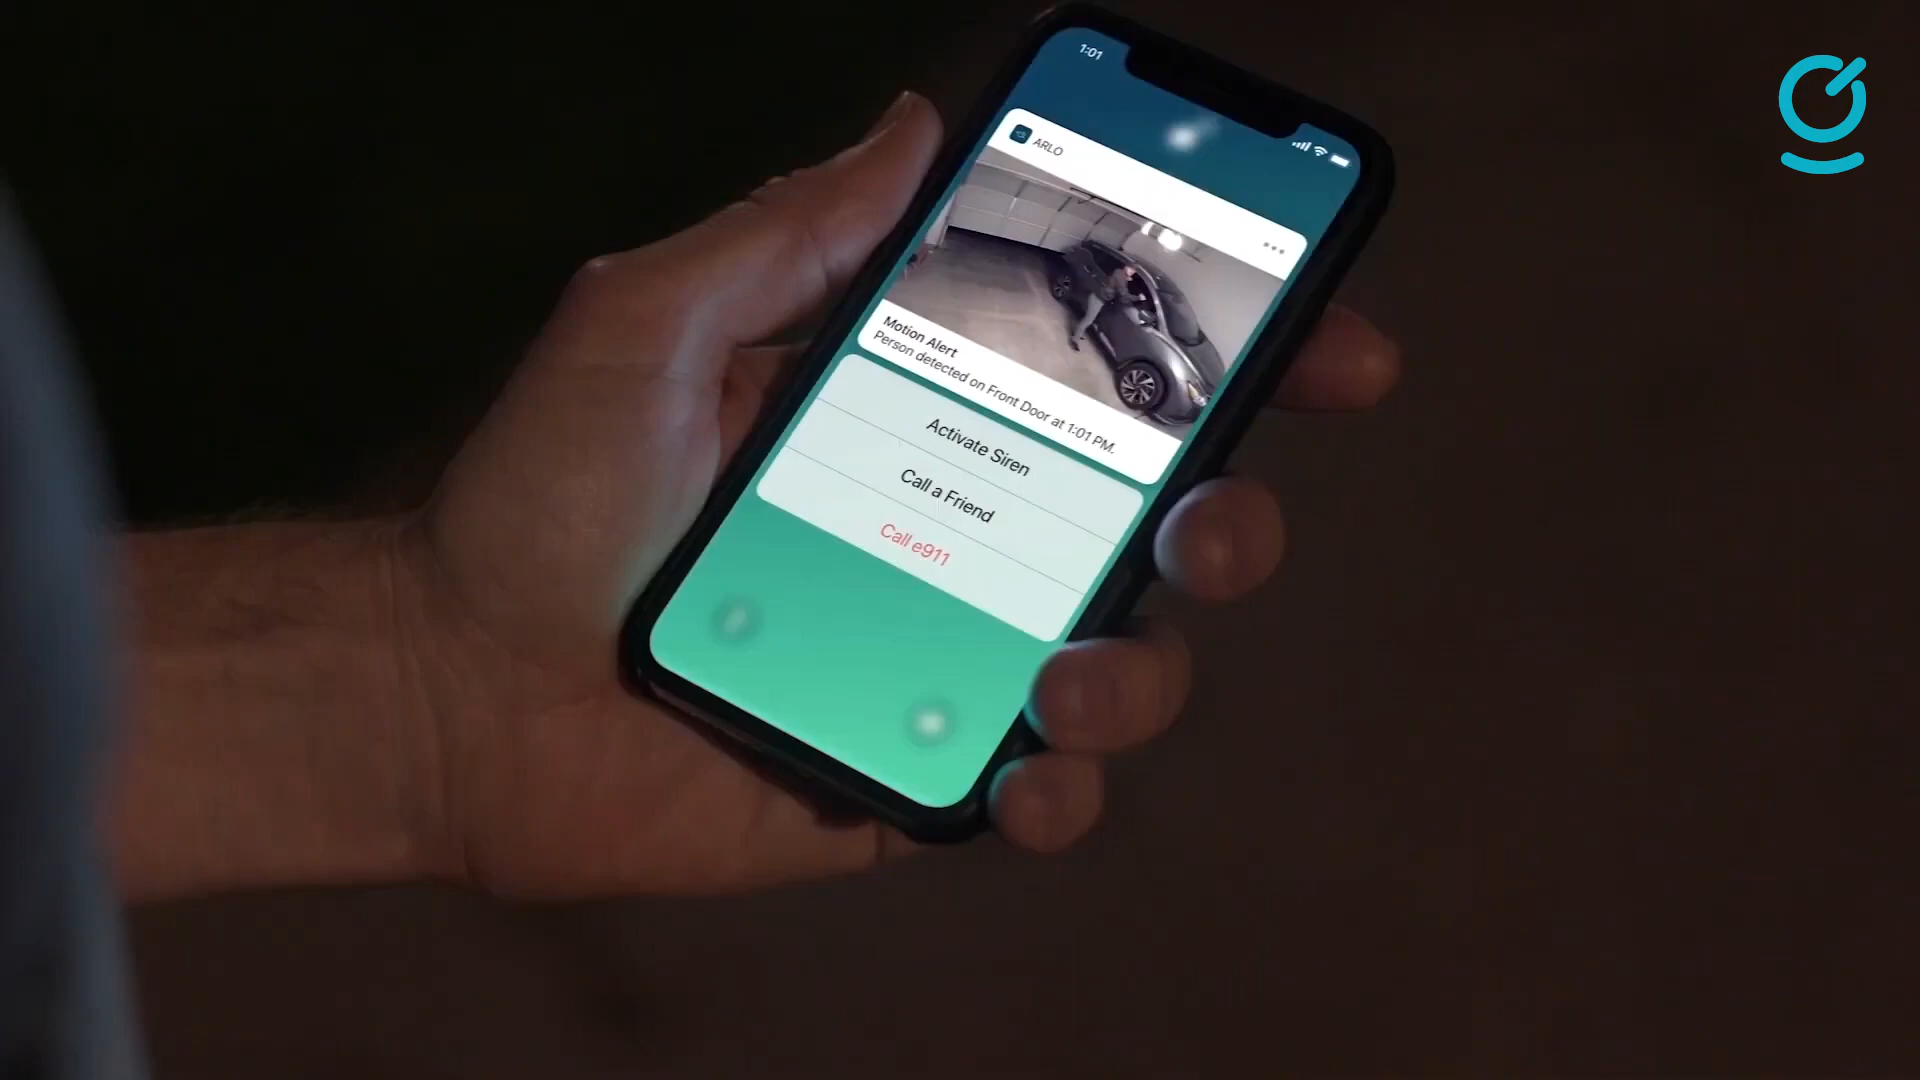 1:01
ARLO
Motion Alert
Person detected on Front Door at 1:01 PM.
Activate Siren
Call a Friend
Call e911